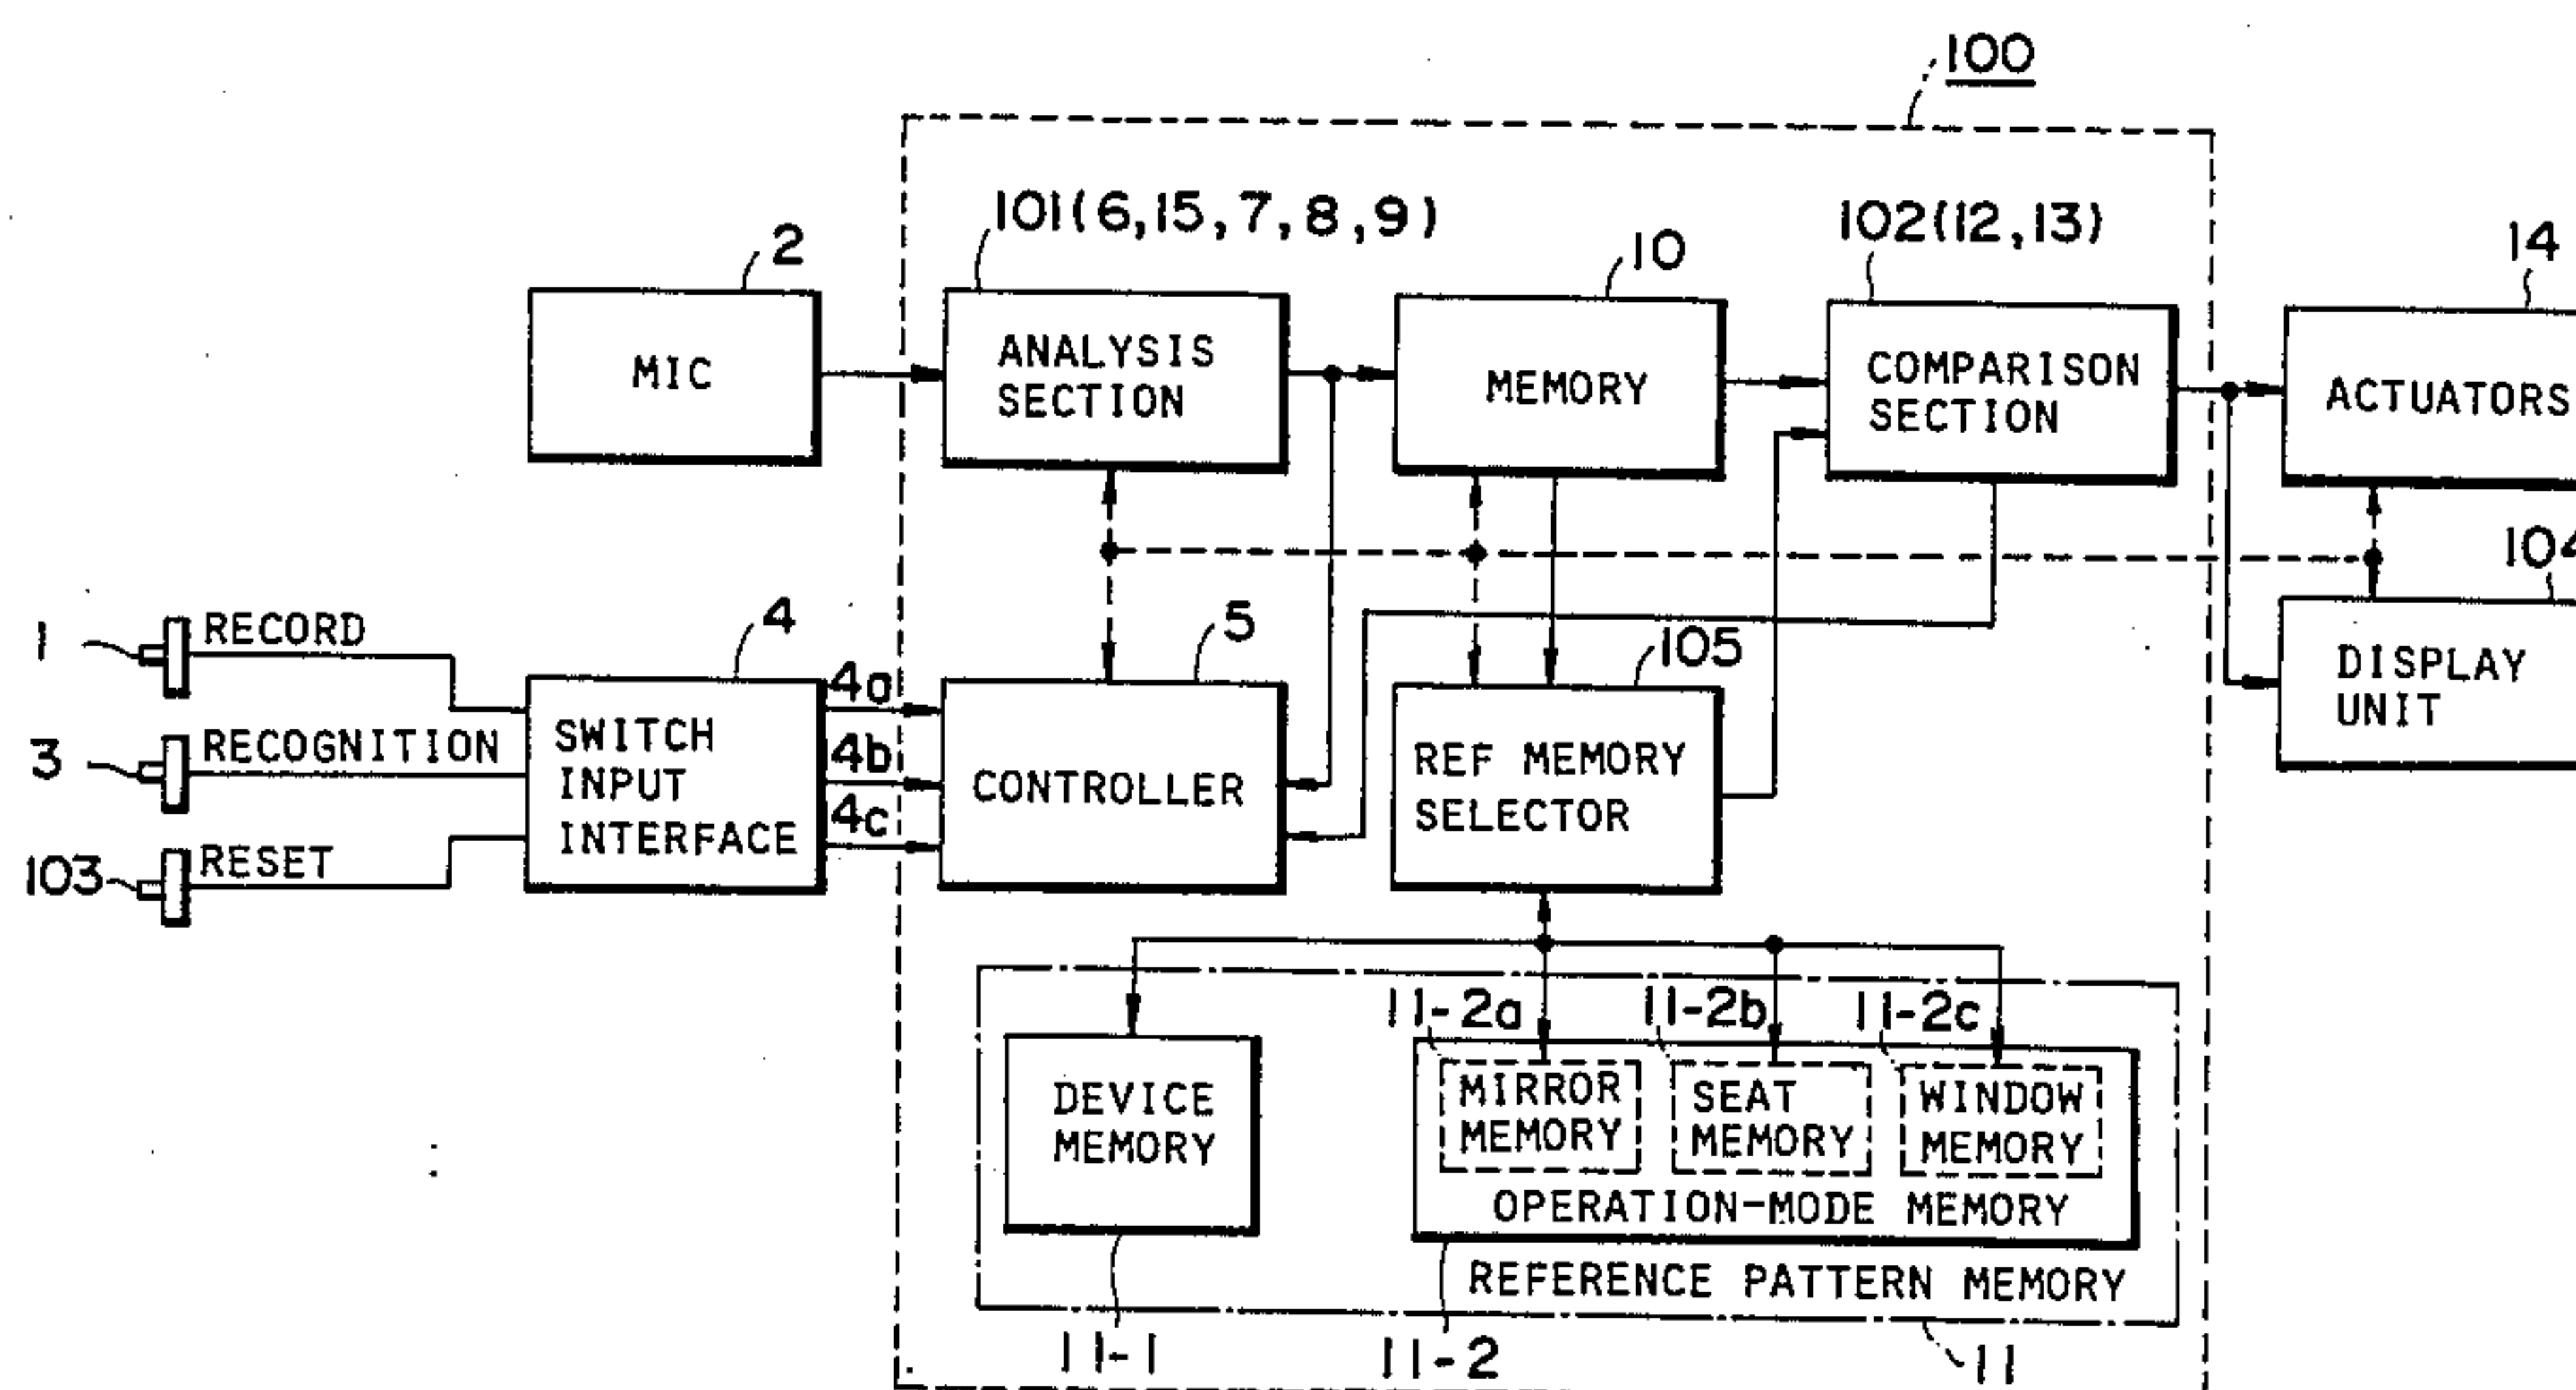 100
101(6,15,7,8,9)
102(12,13)
2
10
14
MIC
ANALYSIS
SECTION
MEMORY
COMPARISON
SECTION
ACTUATORS
104
1
RECORD
4
5
105
3
RECOGNITION
103
RESET
SWITCH
INPUT
INTERFACE
4a
4b
4c
CONTROLLER
REF MEMORY
SELECTOR
DISPLAY
UNIT
11-2a
11-2b
11-2c
DEVICE
MEMORY
MIRROR
MEMORY
SEAT
MEMORY
WINDOW
MEMORY
OPERATION-MODE MEMORY
REFERENCE PATTERN MEMORY
11-1
11-2
11